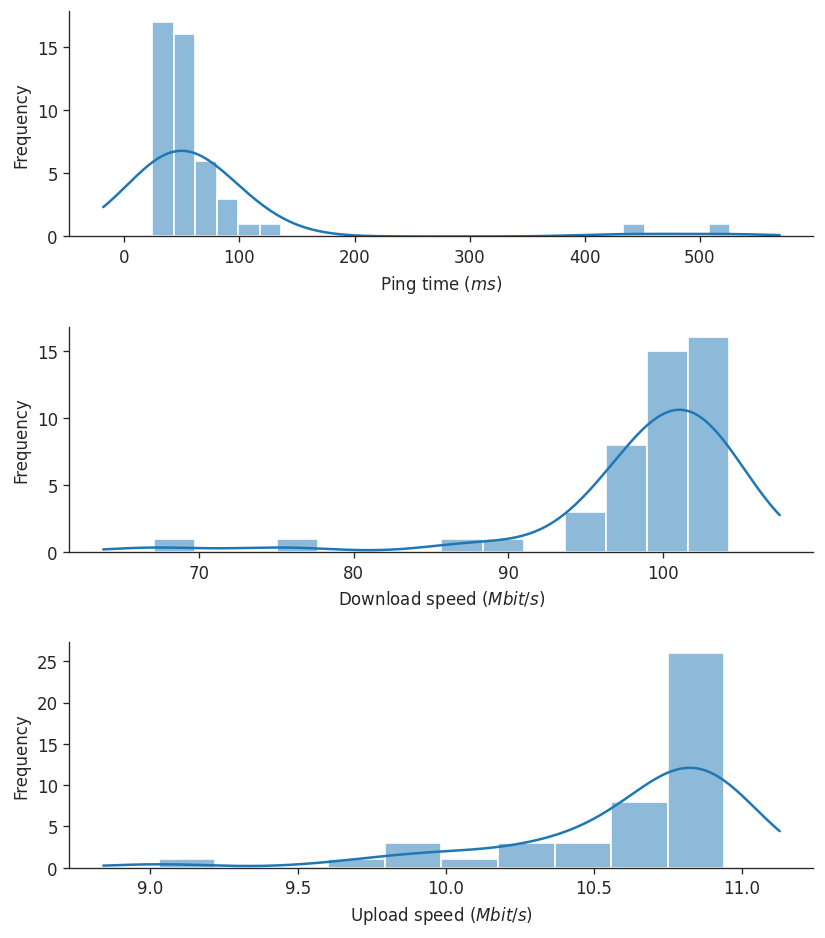 15
10
5
0
Frequency
0 100 200 300 400 500
Ping time (ms)
15
10
5
0
Frequency
70 80 90 100
Download speed (Mbit/s)
25
20
15
10
5
0
Frequency
9.0 9.5 10.0 10.5 11.0
Upload speed (Mbit/s)